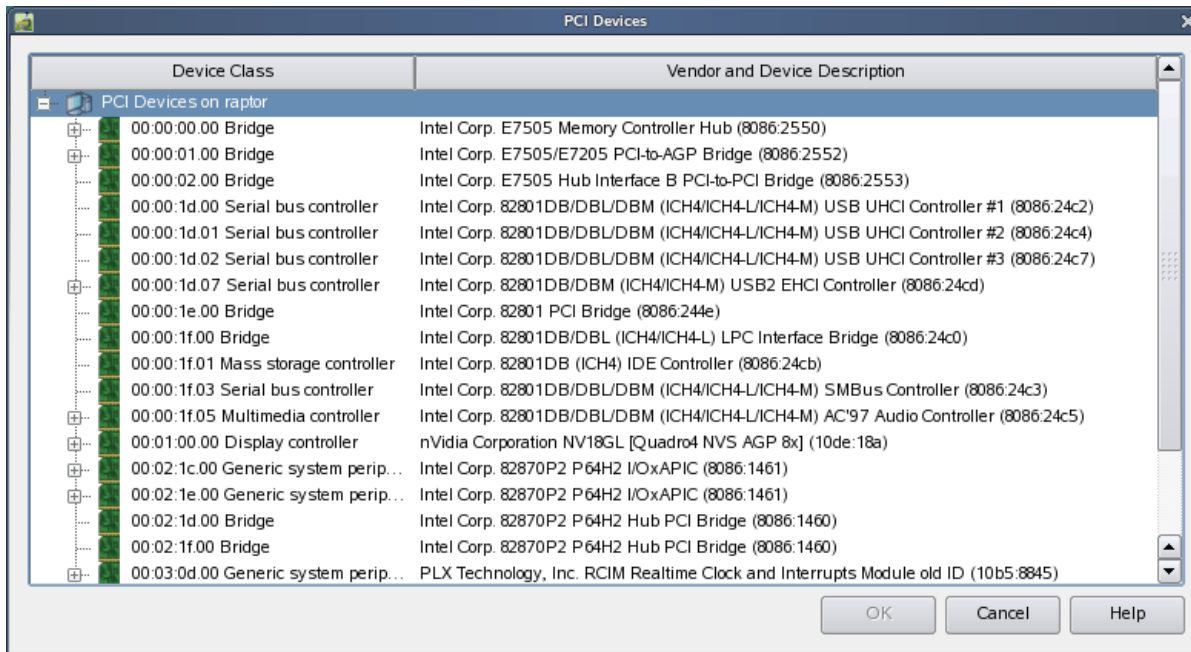 PCI Devices
Device Class Vendor and Device Description
PCI Devices on raptor
00:00:00.00 Bridge Intel Corp. E7505 Memory Controller Hub (8086:2550)
00:00:01.00 Bridge Intel Corp. E7505/E7205 PCI-to-AGP Bridge (8086:2552)
00:00:02.00 Bridge Intel Corp. E7505 Hub Interface B PCI-to-PCI Bridge (8086:2553)
00:00:1d.00 Serial bus controller Intel Corp. 82801DB/DBL/DBM (ICH4/ICH4-L/ICH4-M) USB UHCI Controller #1 (8086:24c2)
00:00:1d.01 Serial bus controller Intel Corp. 82801DB/DBL/DBM (ICH4/ICH4-L/ICH4-M) USB UHCI Controller #2 (8086:24c4)
00:00:1d.02 Serial bus controller Intel Corp. 82801DB/DBL/DBM (ICH4/ICH4-L/ICH4-M) USB UHCI Controller #3 (8086:24c7)
00:00:1d.07 Serial bus controller Intel Corp. 82801DB/DBM (ICH4/ICH4-M) USB2 EHCI Controller (8086:24cd)
00:00:1e.00 Bridge Intel Corp. 82801 PCI Bridge (8086:244e)
00:00:1f.00 Bridge Intel Corp. 82801DB/DBL (ICH4/ICH4-L) LPC Interface Bridge (8086:24c0)
00:00:1f.01 Mass storage controller Intel Corp. 82801DB (ICH4) IDE Controller (8086:24cb)
00:00:1f.03 Serial bus controller Intel Corp. 82801DB/DBL/DBM (ICH4/ICH4-L/ICH4-M) SMBus Controller (8086:24c3)
00:00:1f.05 Multimedia controller Intel Corp. 82801DB/DBL/DBM (ICH4/ICH4-L/ICH4-M) AC'97 Audio Controller (8086:24c5)
00:01:00.00 Display controller nVidia Corporation NV18GL [Quadro4 NVS AGP 8x] (10de:18a)
00:02:1c.00 Generic system perip... Intel Corp. 82870P2 P64H2 I/OxAPIC (8086:1461)
00:02:1e.00 Generic system perip... Intel Corp. 82870P2 P64H2 I/OxAPIC (8086:1461)
00:02:1d.00 Bridge Intel Corp. 82870P2 P64H2 Hub PCI Bridge (8086:1460)
00:02:1f.00 Bridge Intel Corp. 82870P2 P64H2 Hub PCI Bridge (8086:1460)
00:03:0d.00 Generic system perip... PLX Technology, Inc. RCIM Realtime Clock and Interrupts Module old ID (10b5:8845)
OK Cancel Help